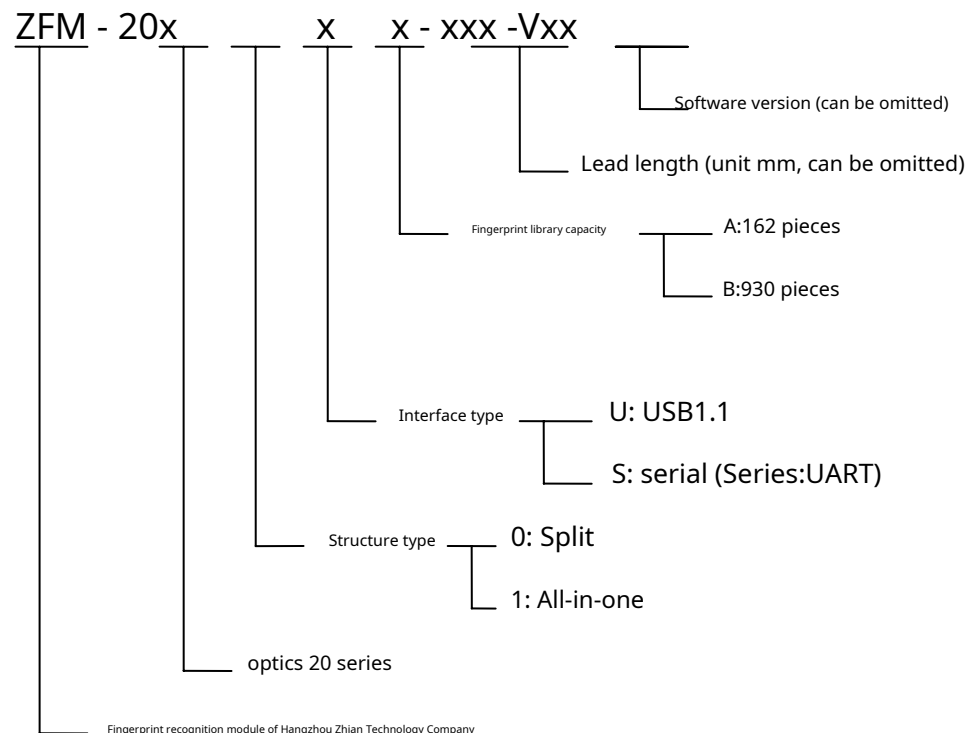 ZFM - 20x x x - xxx -Vxx
Software version (can be omitted)
Lead length (unit mm, can be omitted)
Fingerprint library capacity
A:162 pieces
B:930 pieces
Interface type
U: USB1.1
S: serial (Series:UART)
Structure type
0: Split
1: All-in-one
optics 20 series
Fingerprint recognition module of Hangzhou Zhian Technology Company